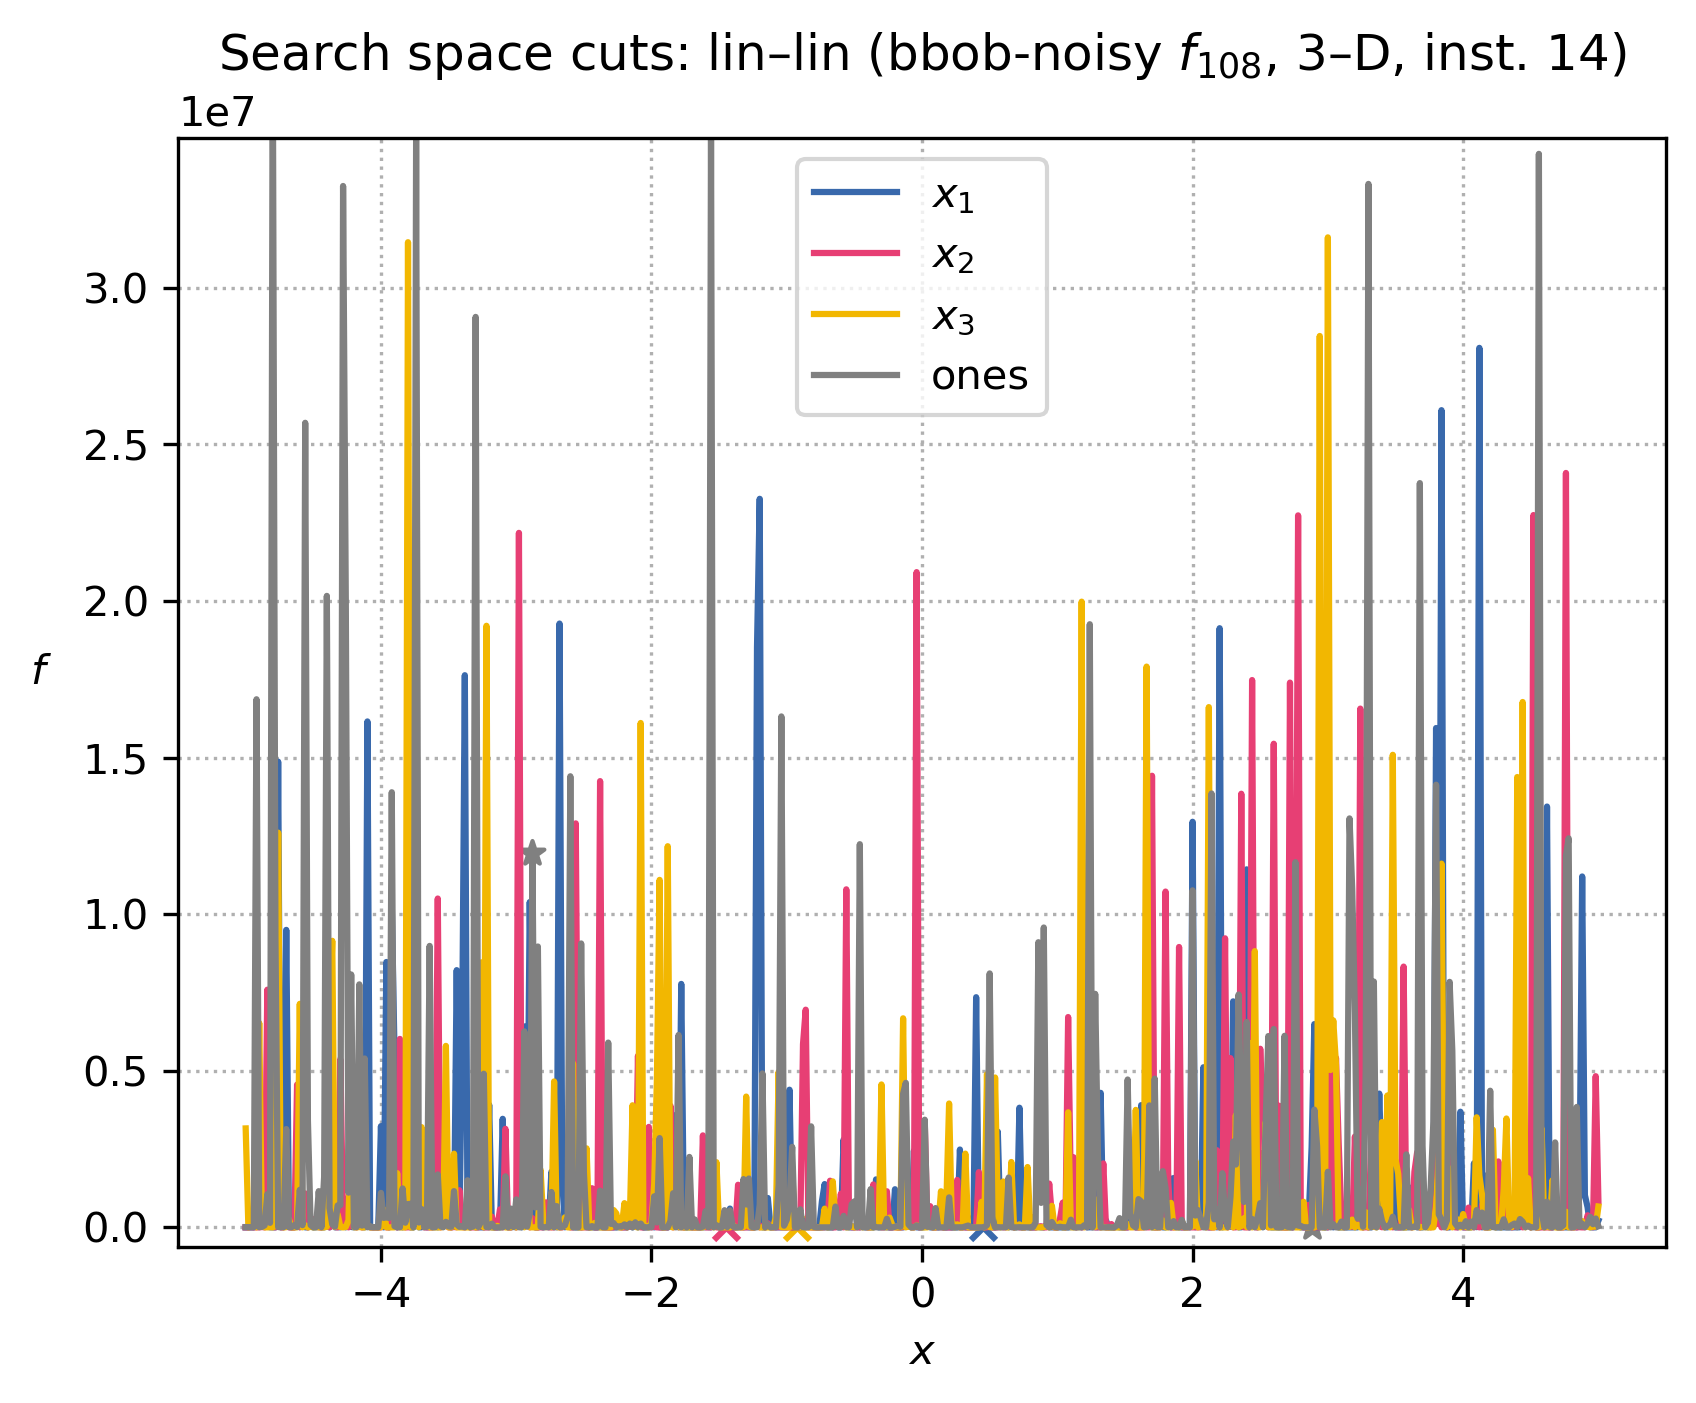 Search space cuts: lin–lin (bbob-noisy f₁₀₈, 3–D, inst. 14)
1e7
x₁
x₂
x₃
ones
3.0
2.5
2.0
1.5
1.0
0.5
0.0
f
−4 −2 0 2 4
x